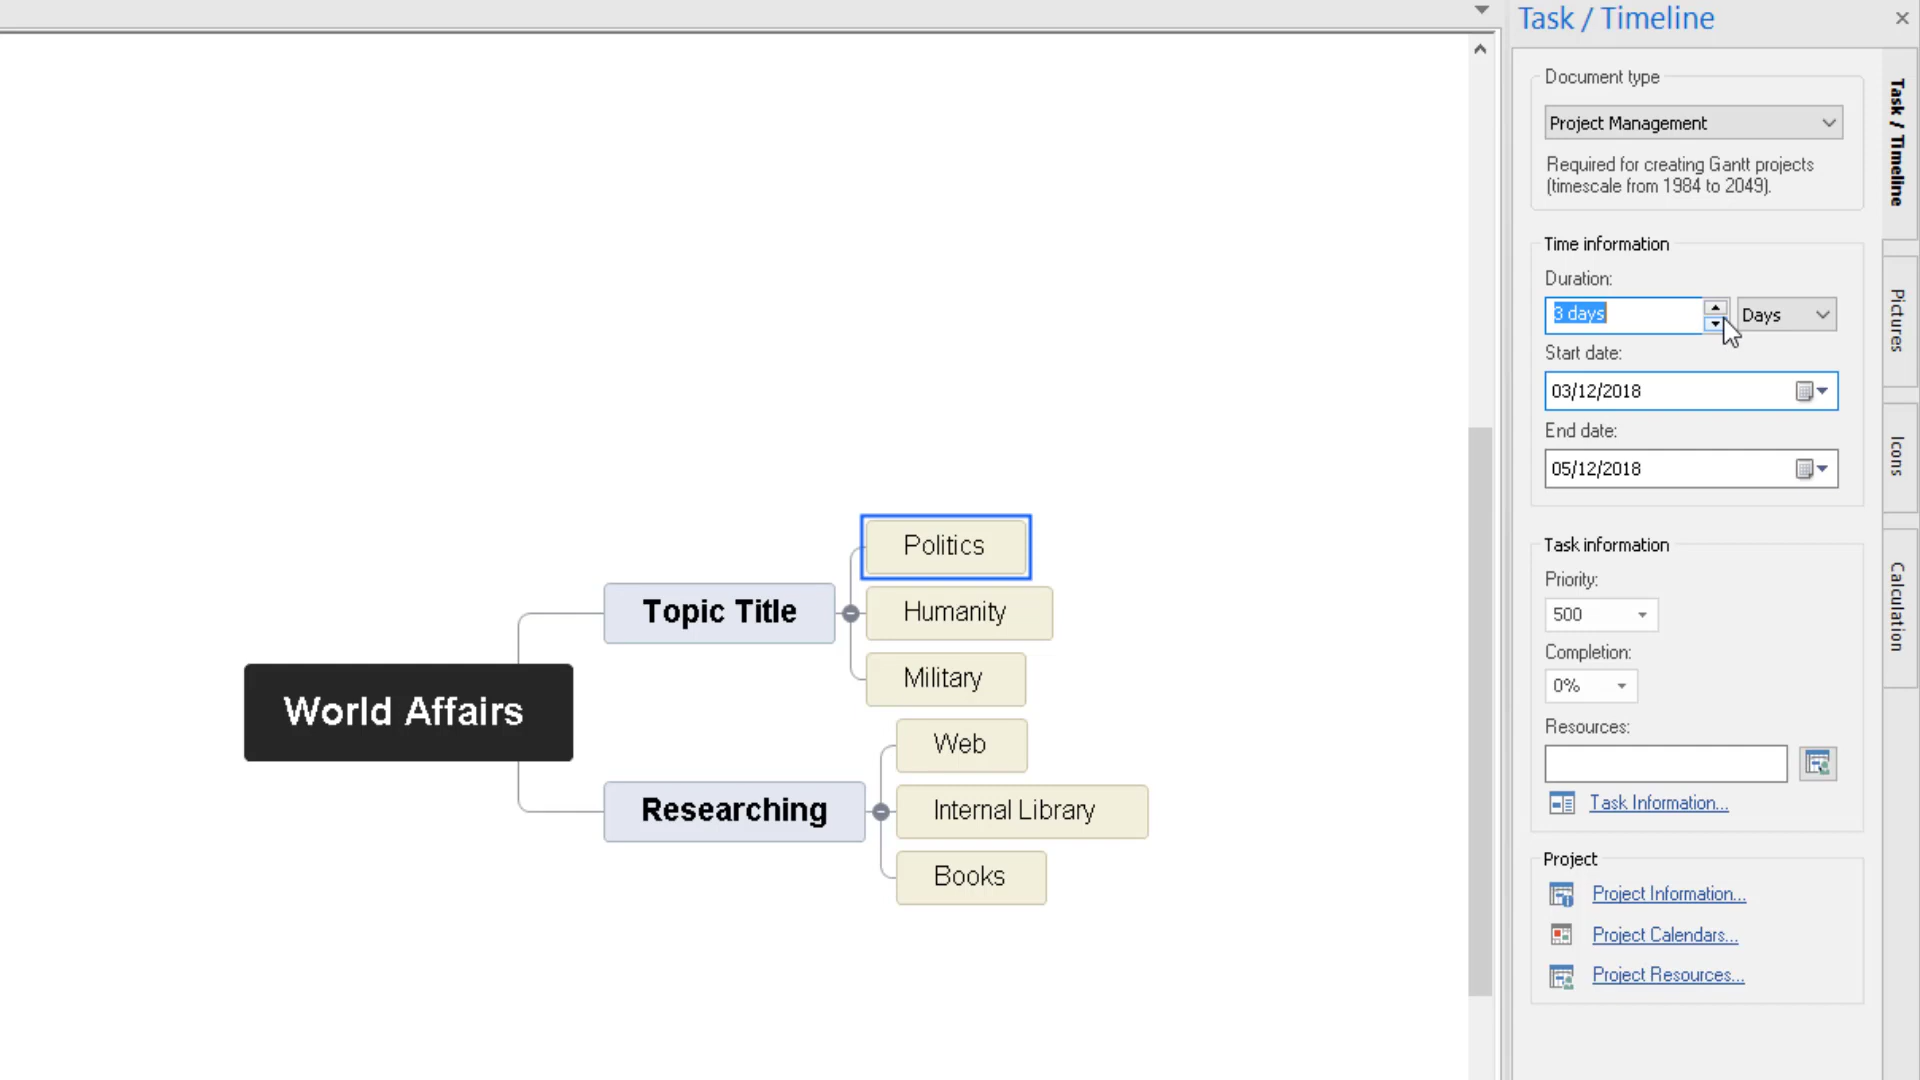 Task / Timeline
Document type
Project Management
Required for creating Gantt projects
(timescale from 1984 to 2049).
Time information
Duration:
3 days
Days
Start date:
03/12/2018
End date:
05/12/2018
Task information
Priority:
500
Completion:
0%
Resources:
Task Information...
Project
Project Information...
Project Calendars...
Project Resources...
Task / Timeline
Pictures
Icons
Calculation
World Affairs
Topic Title
Politics
Humanity
Military
Researching
Web
Internal Library
Books